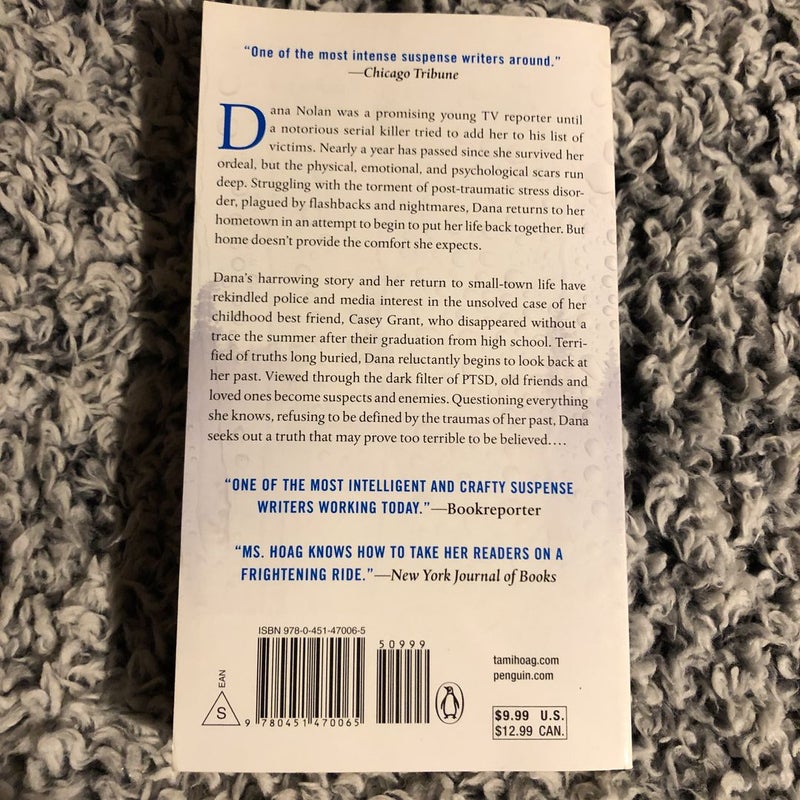 “One of the most intense suspense writers around.”
—Chicago Tribune
Dana Nolan was a promising young TV reporter until
a notorious serial killer tried to add her to his list of
victims. Nearly a year has passed since she survived her
ordeal, but the physical, emotional, and psychological scars run
deep. Struggling with the torment of post-traumatic stress disor-
der, plagued by flashbacks and nightmares, Dana returns to her
hometown in an attempt to begin to put her life back together. But
home doesn’t provide the comfort she expects.
Dana’s harrowing story and her return to small-town life have
rekindled police and media interest in the unsolved case of her
childhood best friend, Casey Grant, who disappeared without a
trace the summer after their graduation from high school. Terri-
fied of truths long buried, Dana reluctantly begins to look back at
her past. Viewed through the dark filter of PTSD, old friends and
loved ones become suspects and enemies. Questioning everything
she knows, refusing to be defined by the traumas of her past, Dana
seeks out a truth that may prove too terrible to be believed....
“ONE OF THE MOST INTELLIGENT AND CRAFTY SUSPENSE
WRITERS WORKING TODAY.”—Bookreporter
“MS. HOAG KNOWS HOW TO TAKE HER READERS ON A
FRIGHTENING RIDE.”—New York Journal of Books
ISBN 978-0-451-47006-5
50999
EAN
S
9 780451 470065
tamihoag.com
penguin.com
$9.99 U.S.
$12.99 CAN.